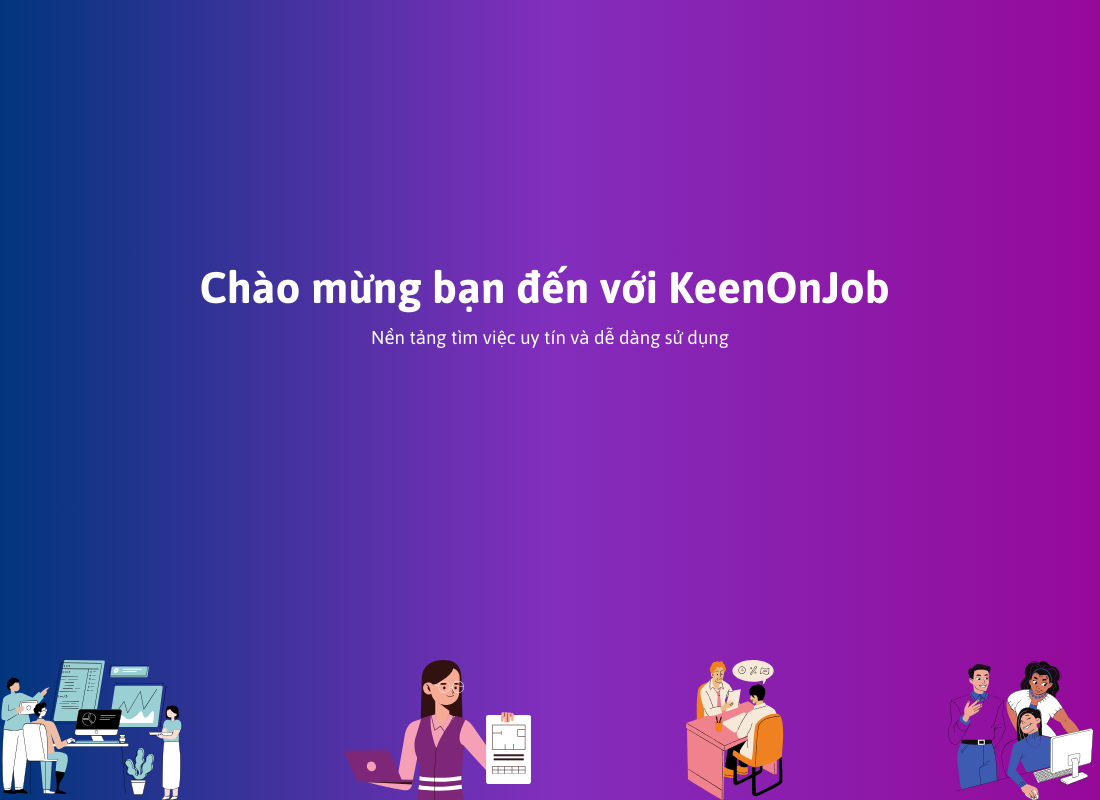 Chào mừng bạn đến với KeenOnJob
Nền tảng tìm việc uy tín và dễ dàng sử dụng